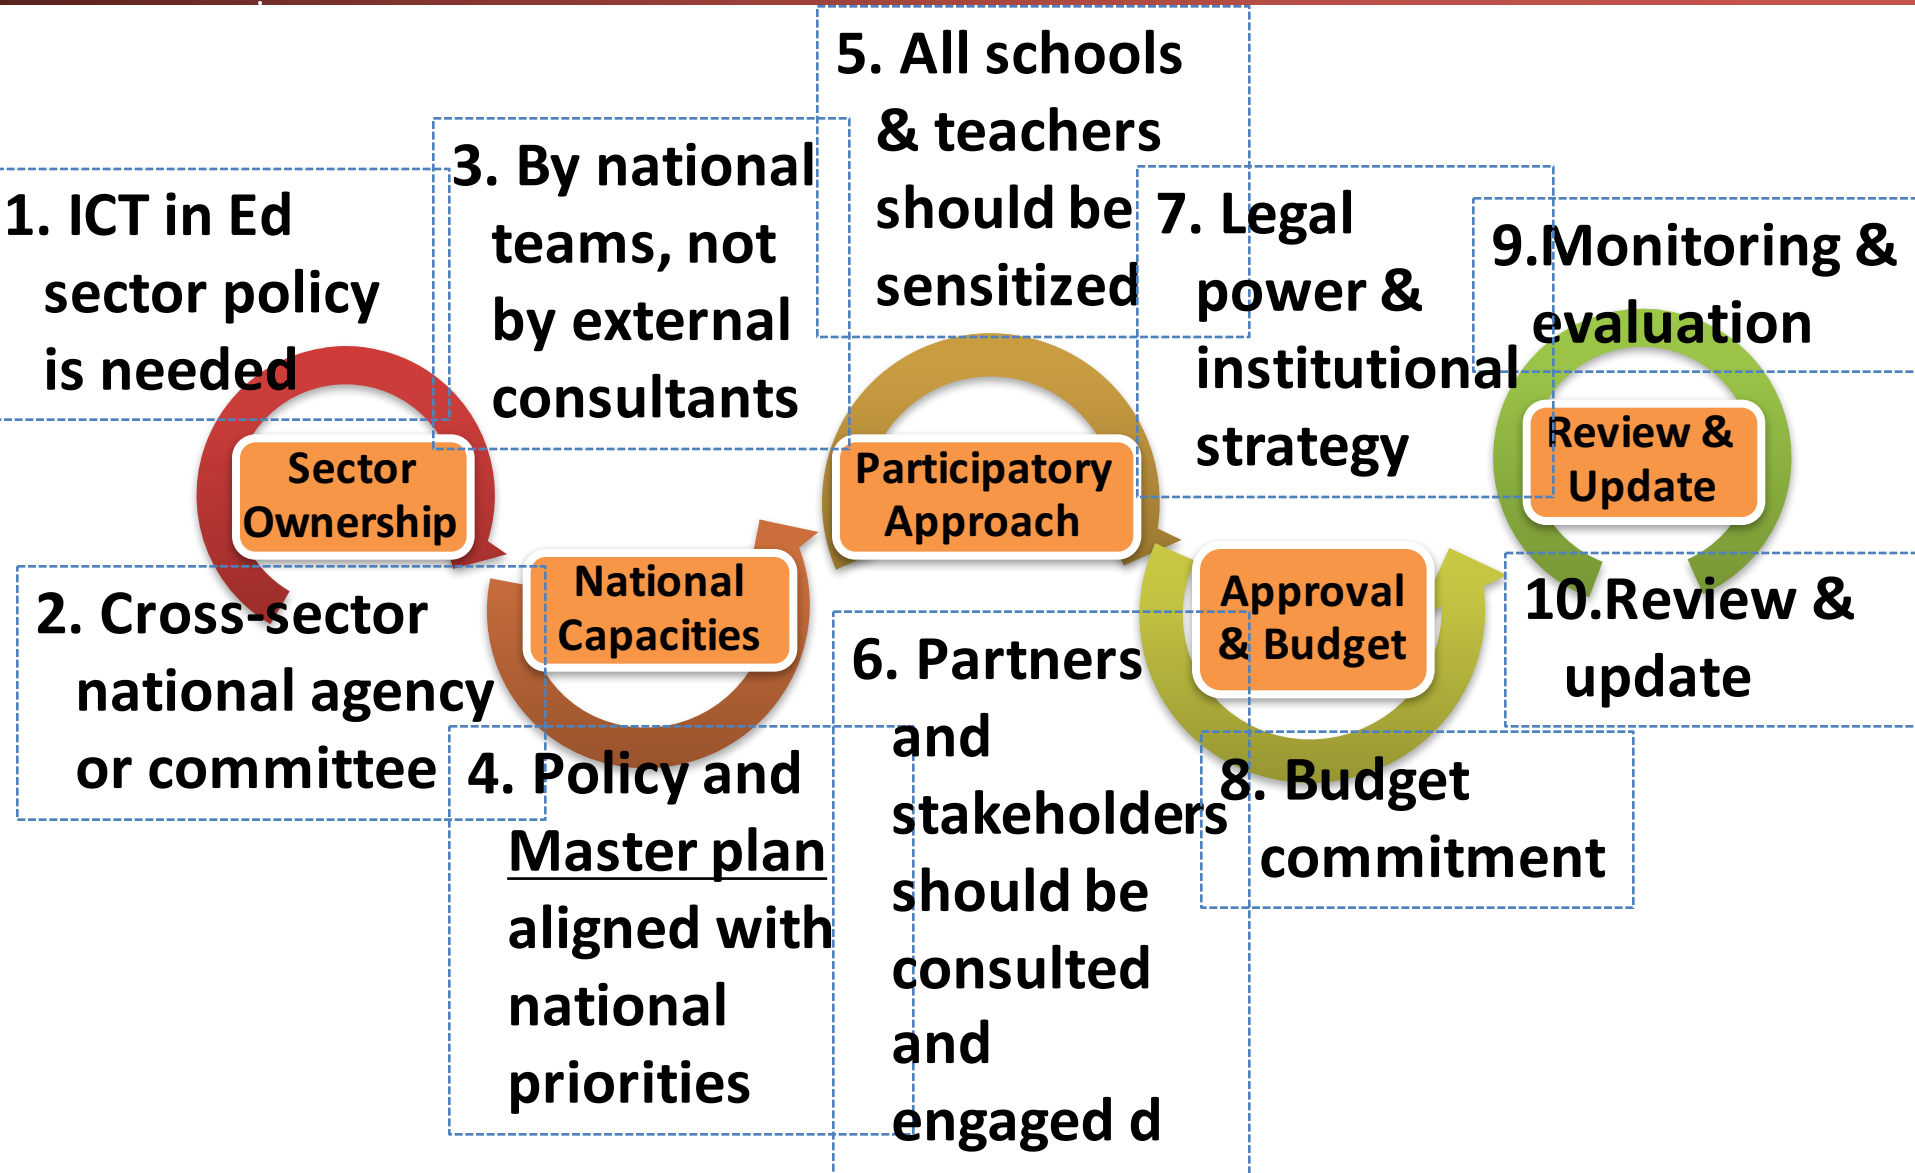 1. ICT in Ed
sector policy
is needed
Sector
Ownership
2. Cross-sector
national agency
or committee
3. By national
teams, not
by external
consultants
National
Capacities
4. Policy and
Master plan
aligned with
national
priorities
5. All schools
& teachers
should be
sensitized
Participatory
Approach
6. Partners
and
stakeholders
should be
consulted
and
engaged d
7. Legal
power &
institutional
strategy
Approval
& Budget
8. Budget
commitment
9.Monitoring &
evaluation
Review &
Update
10.Review &
update